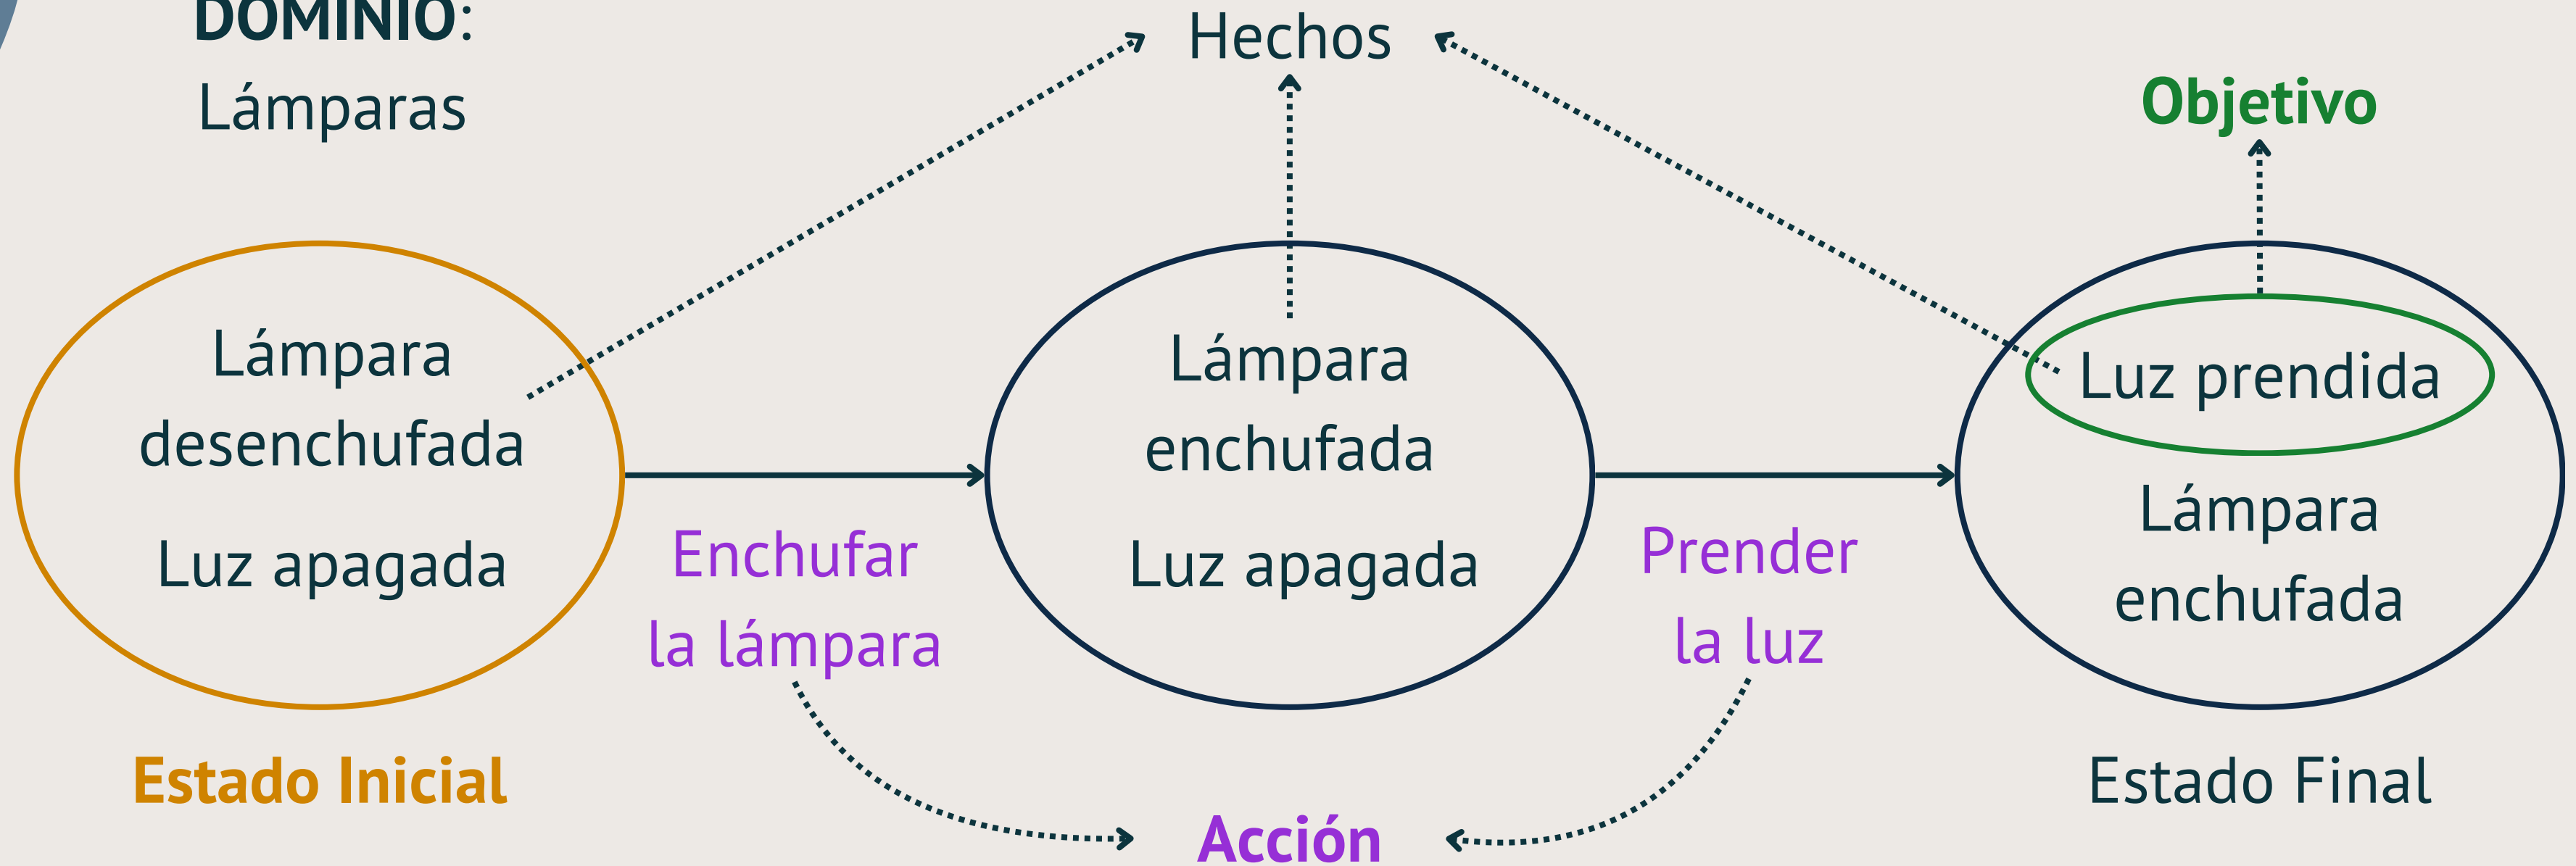 DOMINIO:
Lámparas
Hechos
Objetivo
Lámpara
desenchufada
Luz apagada
Enchufar
la lámpara
Lámpara
enchufada
Luz apagada
Prender
la luz
Luz prendida
Lámpara
enchufada
Estado Inicial
Acción
Estado Final